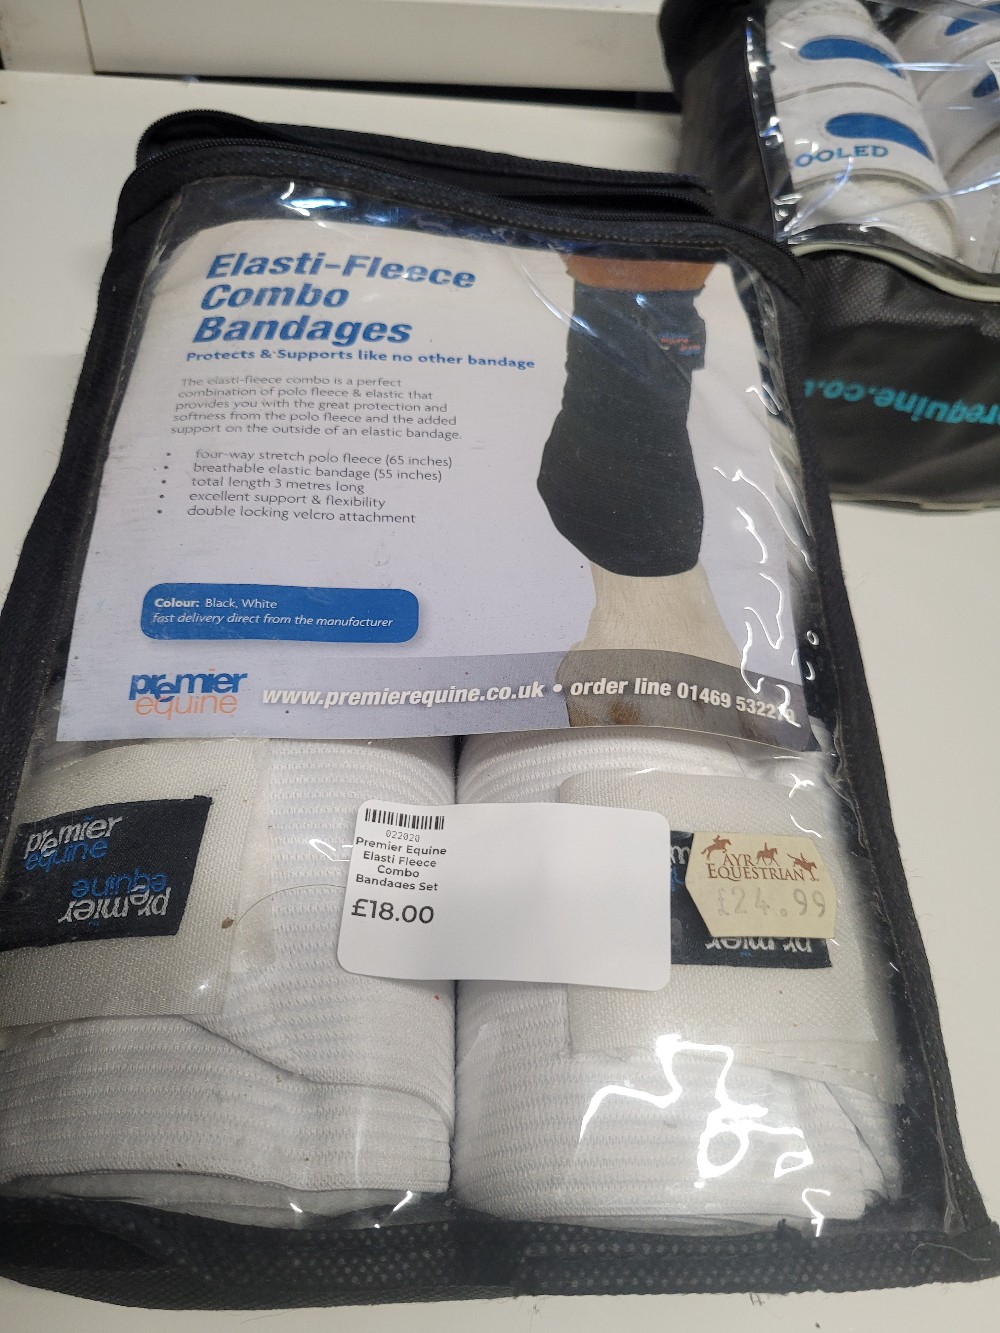 Elasti-Fleece
Combo
Bandages
Protects & Supports like no other bandage
The elasti-fleece combo is a perfect
combination of polo fleece & elastic that
provides you with the great protection and
softness from the polo fleece and the added
support on the outside of an elastic bandage.
• four-way stretch polo fleece (65 inches)
• breathable elastic bandage (55 inches)
• total length 3 metres long
• excellent support & flexibility
• double locking velcro attachment
Colour: Black, White
fast delivery direct from the manufacturer
premier
equine
www.premierequine.co.uk • order line 01469 532279
premier
equine
premier
equine
022020
Premier Equine
Elasti Fleece
Combo
Bandages Set
£18.00
AYR
EQUESTRIAN
£24.99
OOLED
requine.co.u